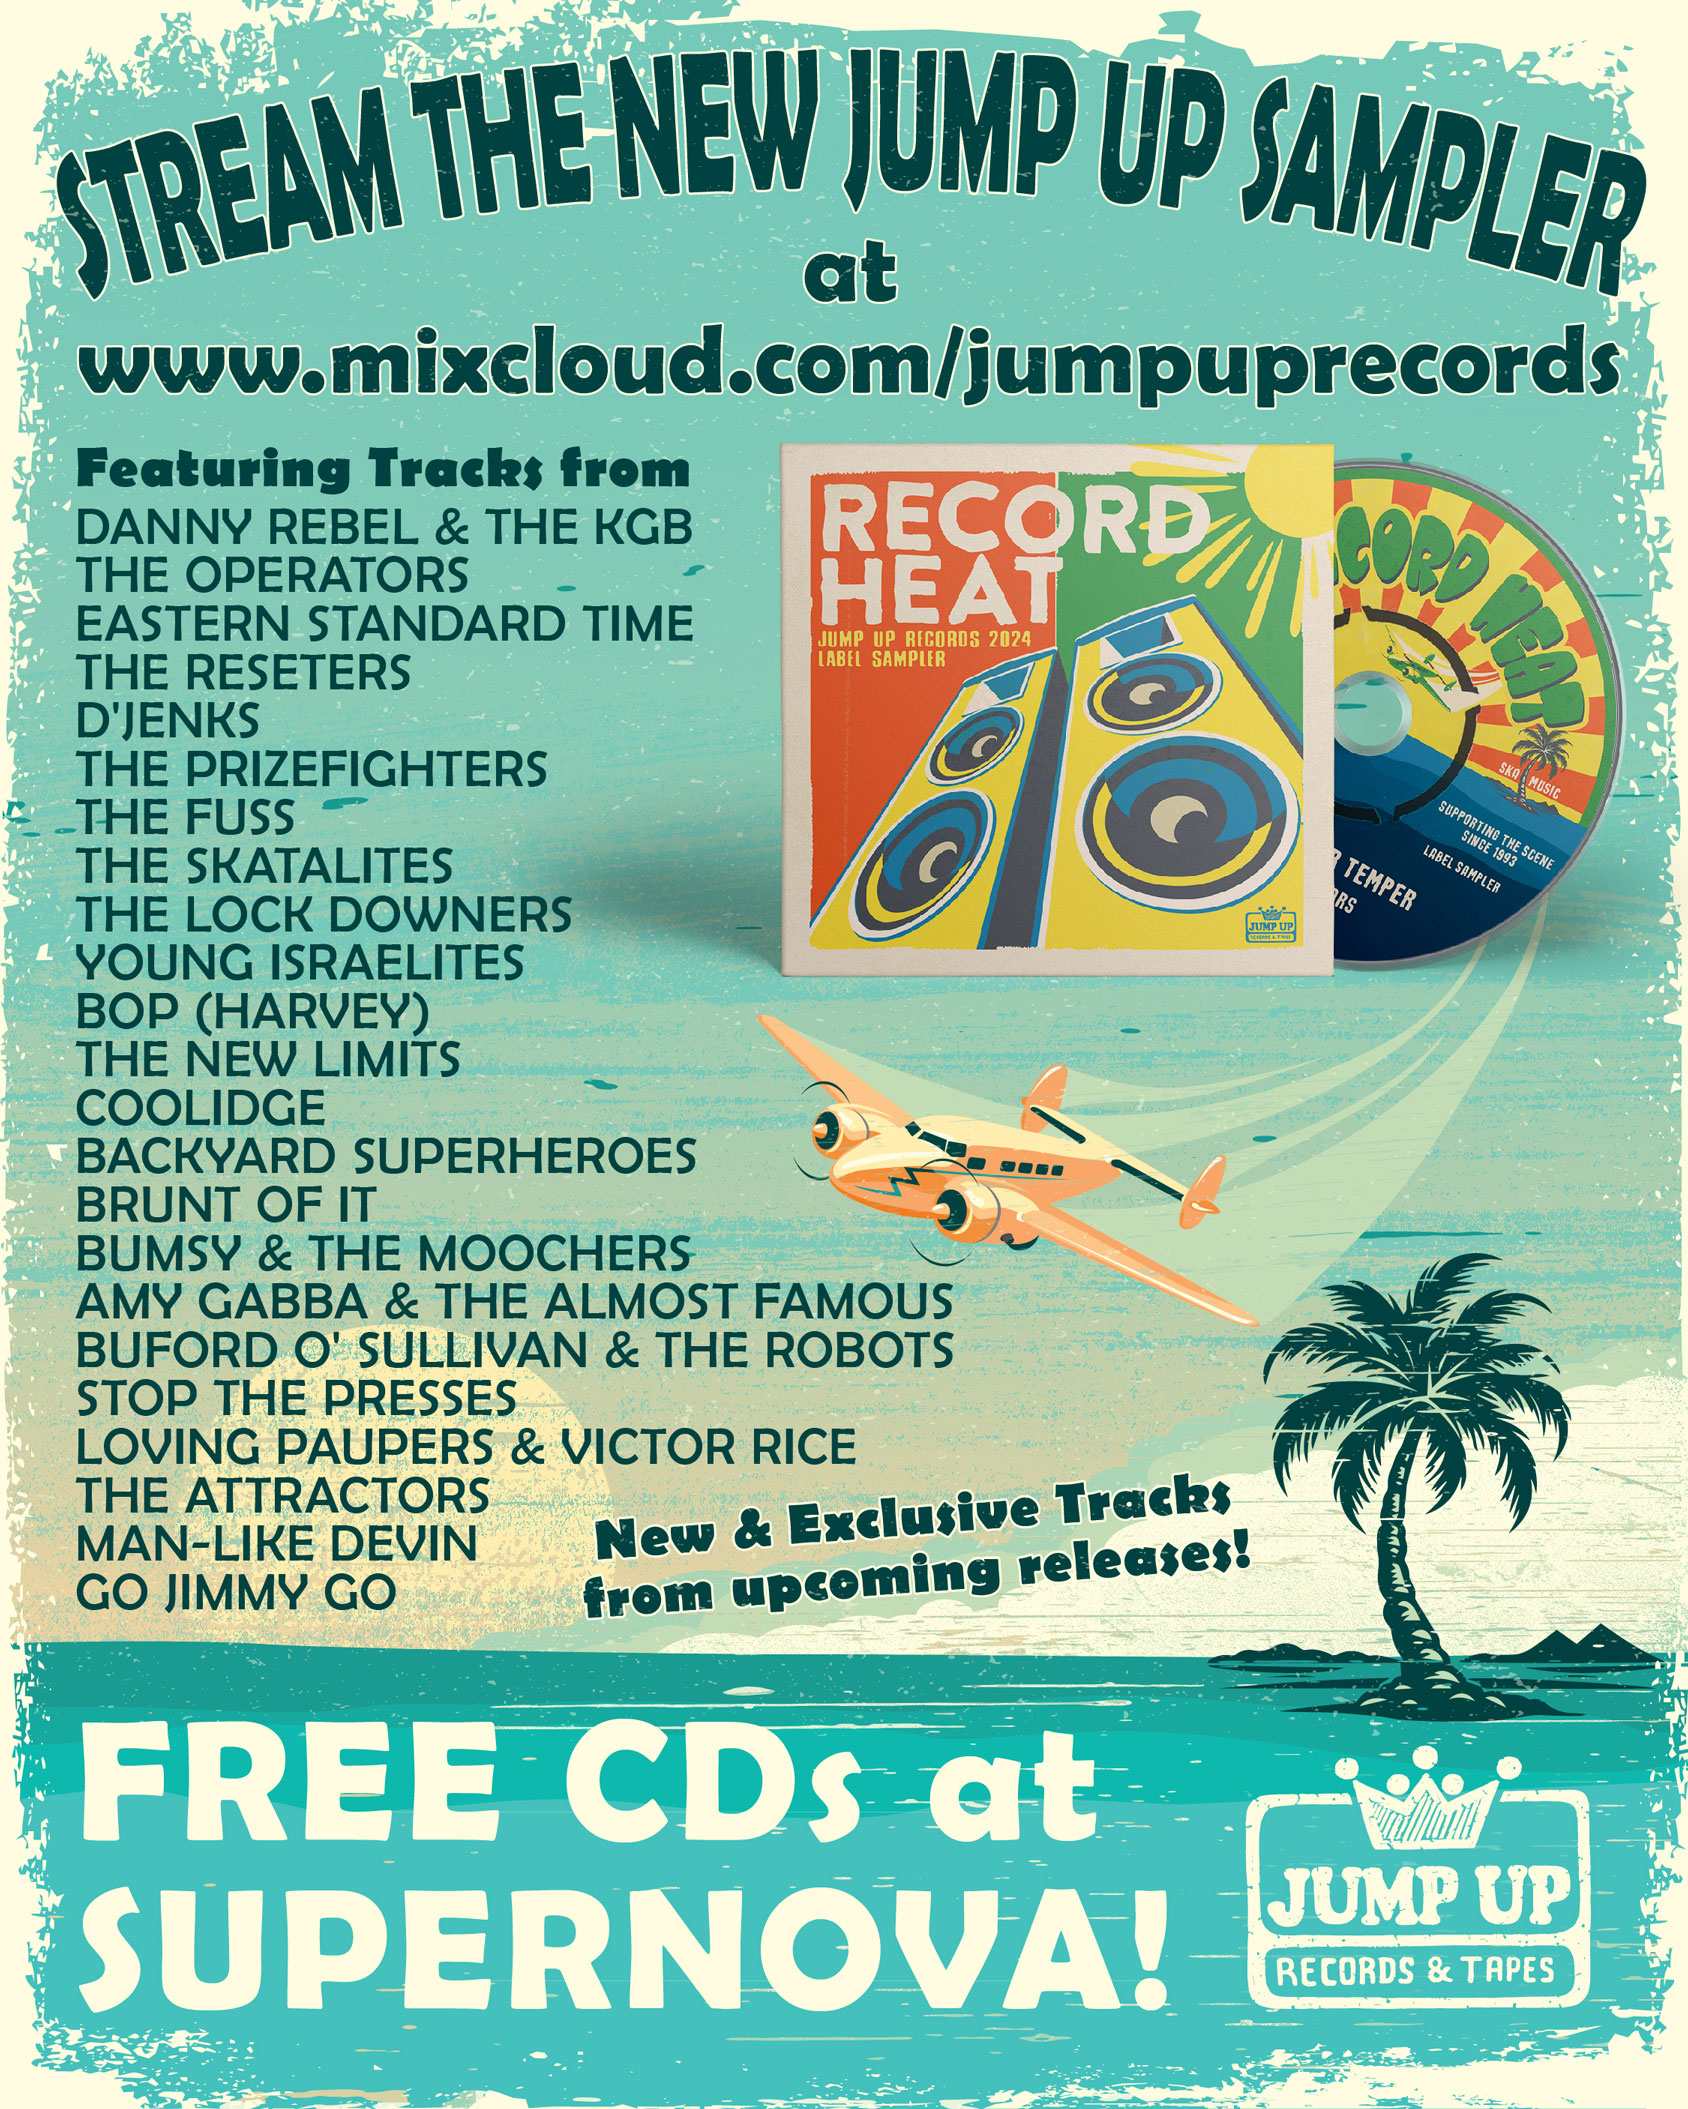 STREAM THE NEW JUMP UP SAMPLER
at
www.mixcloud.com/jumpuprecords
Featuring Tracks from
DANNY REBEL & THE KGB
THE OPERATORS
EASTERN STANDARD TIME
THE RESETERS
D'JENKS
THE PRIZEFIGHTERS
THE FUSS
THE SKATALITES
THE LOCK DOWNERS
YOUNG ISRAELITES
BOP (HARVEY)
THE NEW LIMITS
COOLIDGE
BACKYARD SUPERHEROES
BRUNT OF IT
BUMSY & THE MOOCHERS
AMY GABBA & THE ALMOST FAMOUS
BUFORD O' SULLIVAN & THE ROBOTS
STOP THE PRESSES
LOVING PAUPERS & VICTOR RICE
THE ATTRACTORS
MAN-LIKE DEVIN
GO JIMMY GO
RECORD
HEAT
JUMP UP RECORDS 2024
LABEL SAMPLER
JUMP UP
RECORDS & TAPES
SKA MUSIC
SUPPORTING THE SCENE
SINCE 1993
LABEL SAMPLER
TEMPER
New & Exclusive Tracks
from upcoming releases!
FREE CDs at
SUPERNOVA!
JUMP UP
RECORDS & TAPES